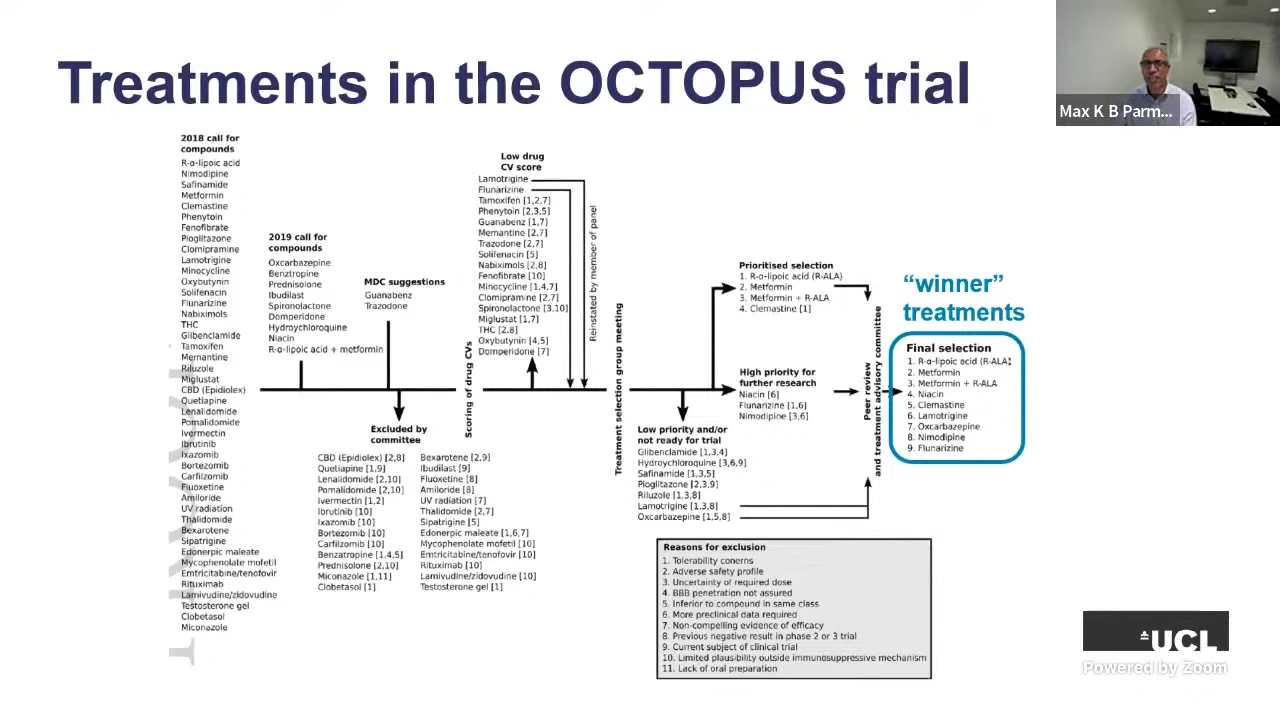 Treatments in the OCTOPUS trial
Max K B Parm...
2018 call for
compounds
R-α-lipoic acid
Nimodipine
Safinamide
Metformin
Clemastine
Phenytoin
Fenofibrate
Pioglitazone
Clomipramine
Lamotrigine
Minocycline
Oxybutynin
Solifenacin
Flunarizine
Nabiximols
THC
Glibenclamide
Tamoxifen
Memantine
Riluzole
Miglustat
CBD (Epidiolex)
Quetiapine
Lenalidomide
Pomalidomide
Ivermectin
Ibrutinib
Ixazomib
Bortezomib
Carfilzomib
Fluoxetine
Amiloride
UV radiation
Thalidomide
Bexarotene
Sipatrigine
Edonerpic maleate
Mycophenolate mofetil
Emtricitabine/tenofovir
Rituximab
Lamivudine/zidovudine
Testosterone gel
Clobetasol
Miconazole
2019 call for
compounds
Oxcarbazepine
Benztropine
Prednisolone
Ibudilast
Spironolactone
Domperidone
Hydrochloroquine
Niacin
R-α-lipoic acid + metformin
MDC suggestions
Guanabenz
Trazodone
Excluded by
committee
CBD (Epidiolex) [2,8]
Quetiapine [1,9]
Lenalidomide [2,10]
Pomalidomide [2,10]
Ivermectin [1,2]
Ibrutinib [10]
Ixazomib [10]
Bortezomib [10]
Carfilzomib [10]
Benzatropine [1,4,5]
Prednisolone [2,10]
Miconazole [1,11]
Clobetasol [1]
Bexarotene [2,9]
Ibudilast [9]
Fluoxetine [8]
Amiloride [8]
UV radiation [7]
Thalidomide [2,7]
Sipatrigine [5]
Edonerpic maleate [1,6,7]
Mycophenolate mofetil [10]
Emtricitabine/tenofovir [10]
Rituximab [10]
Lamivudine/zidovudine [10]
Testosterone gel [1]
Scoring of drug CVs
Low drug
CV score
Lamotrigine
Flunarizine
Tamoxifen [1,2,7]
Phenytoin [2,3,5]
Guanabenz [1,7]
Memantine [2,7]
Trazodone [2,7]
Solifenacin [5]
Nabiximols [2,8]
Fenofibrate [10]
Minocycline [1,4,7]
Clomipramine [2,7]
Spironolactone [3,10]
Miglustat [1,7]
THC [2,8]
Oxybutynin [4,5]
Domperidone [7]
Reinstated by member of panel
Treatment selection group meeting
Prioritised selection
1. R-α-lipoic acid (R-ALA)
2. Metformin
3. Metformin + R-ALA
4. Clemastine [1]
High priority for
further research
Niacin [6]
Flunarizine [1,6]
Nimodipine [3,6]
Low priority and/or
not ready for trial
Glibenclamide [1,3,4]
Hydrochloroquine [3,6,9]
Safinamide [1,3,5]
Pioglitazone [2,3,9]
Riluzole [1,3,8]
Lamotrigine [1,3,8]
Oxcarbazepine [1,5,8]
Peer review
and treatment advisory committee
“winner”
treatments
Final selection
1. R-α-lipoic acid (R-ALA)
2. Metformin
3. Metformin + R-ALA
4. Niacin
5. Clemastine
6. Lamotrigine
7. Oxcarbazepine
8. Nimodipine
9. Flunarizine
Reasons for exclusion
1. Tolerability conerns
2. Adverse safety profile
3. Uncertainty of required dose
4. BBB penetration not assured
5. Inferior to compound in same class
6. More preclinical data required
7. Non-compelling evidence of efficacy
8. Previous negative result in phase 2 or 3 trial
9. Current subject of clinical trial
10. Limited plausibility outside immunosuppressive mechanism
11. Lack of oral preparation
UCL
Powered by Zoom